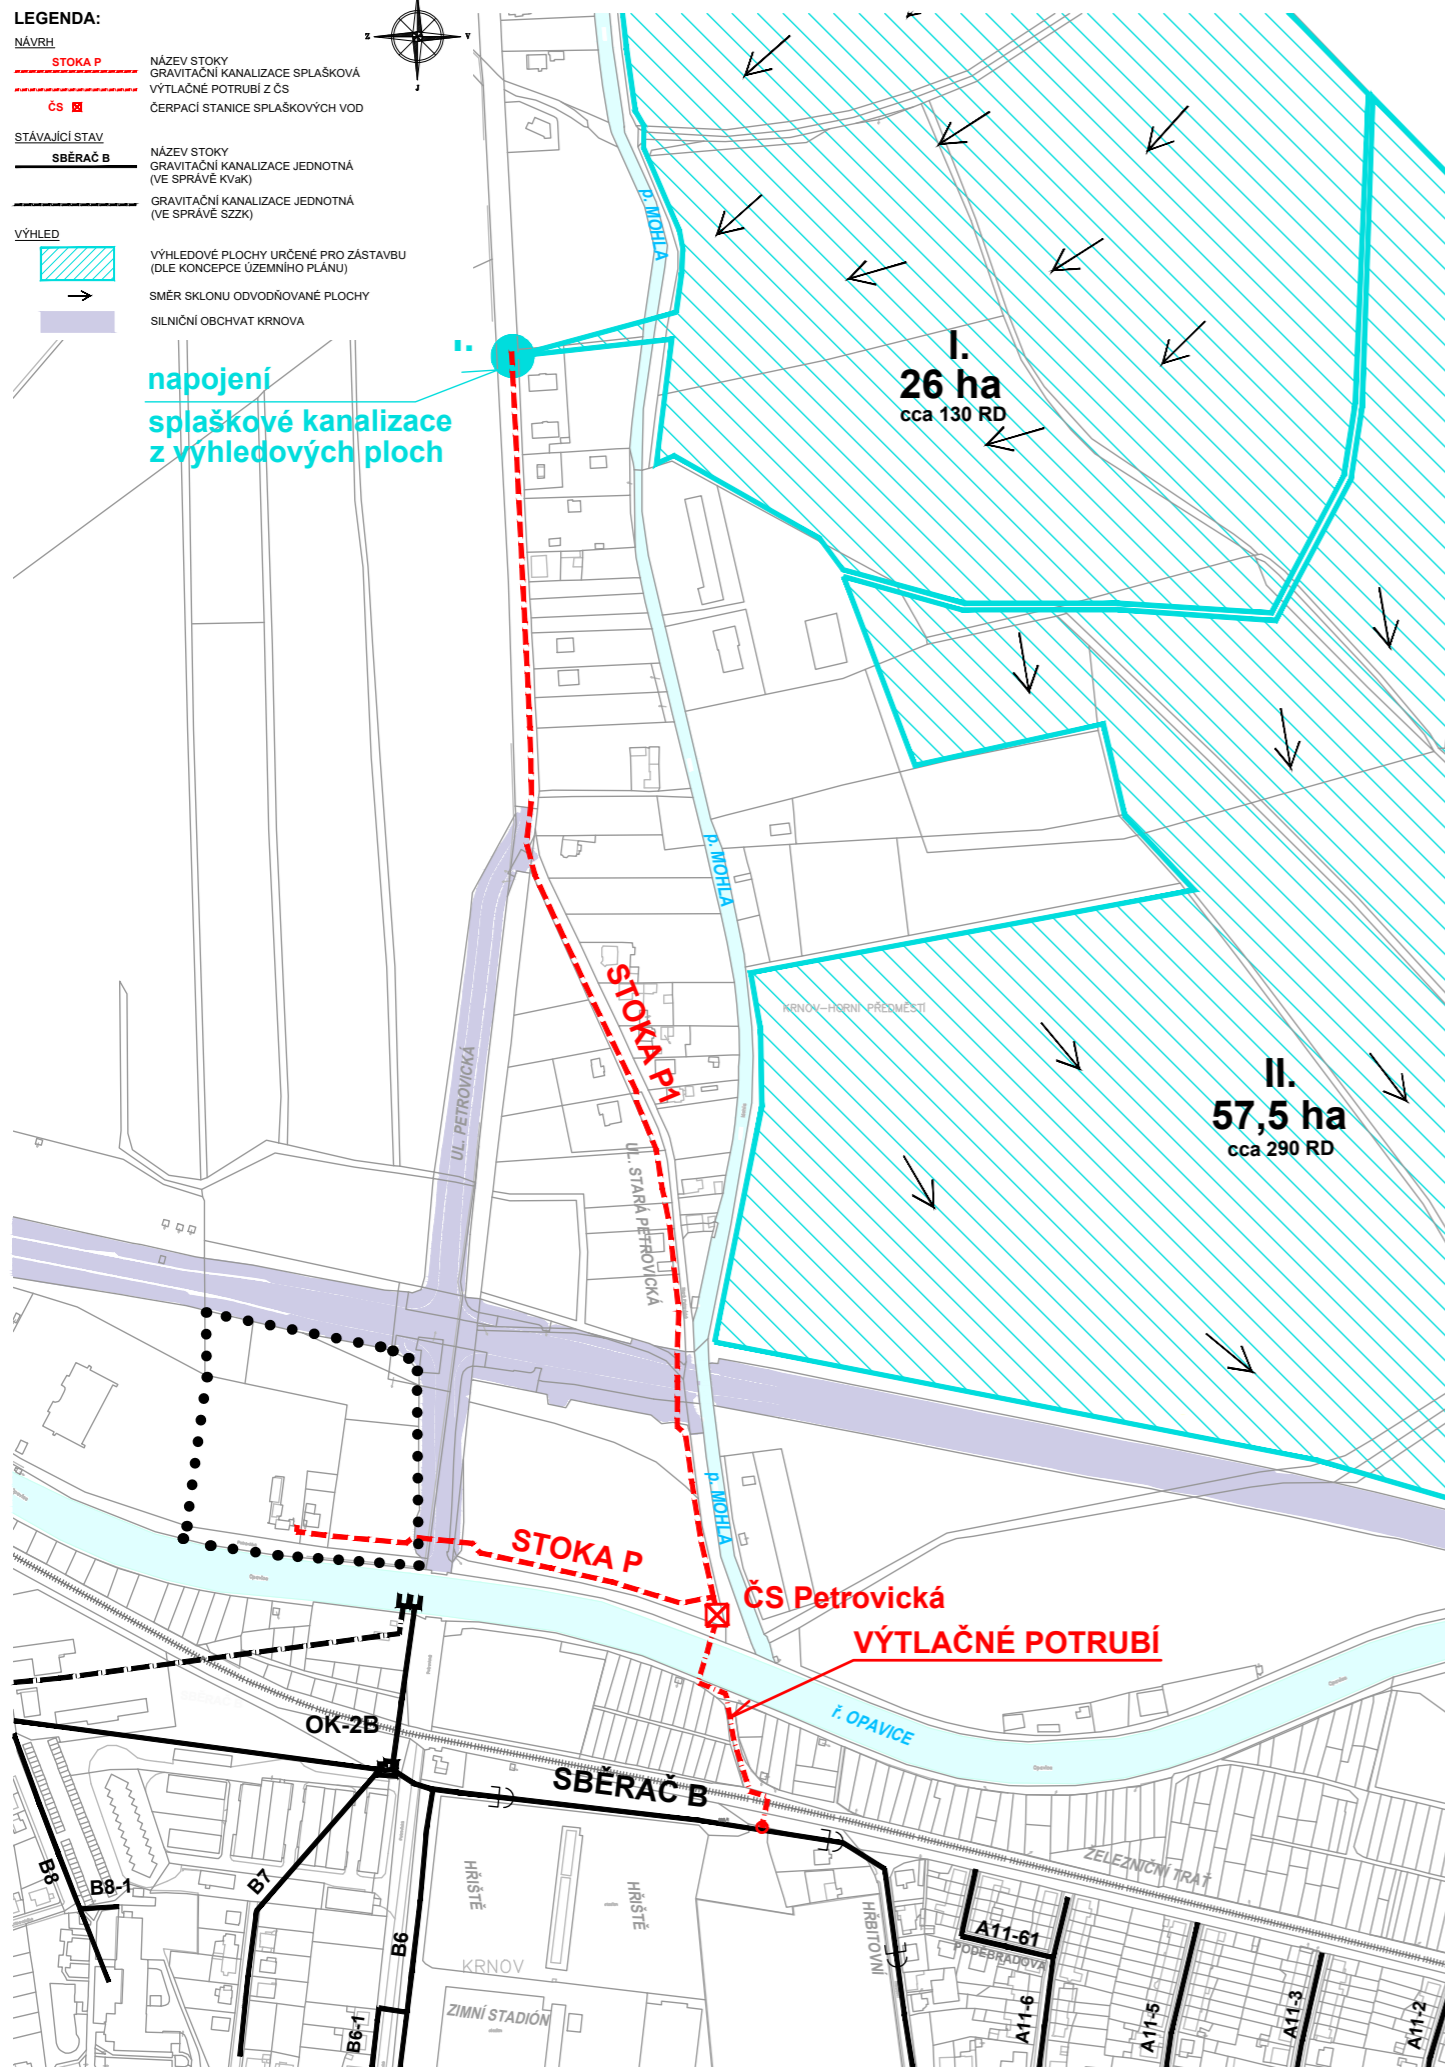 LEGENDA:
NÁVRH
STOKA P
NÁZEV STOKY
GRAVITAČNÍ KANALIZACE SPLAŠKOVÁ
VÝTLAČNÉ POTRUBÍ Z ČS
ČS
ČERPACÍ STANICE SPLAŠKOVÝCH VOD
STÁVAJÍCÍ STAV
SBĚRAČ B
NÁZEV STOKY
GRAVITAČNÍ KANALIZACE JEDNOTNÁ
(VE SPRÁVĚ KVaK)
GRAVITAČNÍ KANALIZACE JEDNOTNÁ
(VE SPRÁVĚ SZZK)
VÝHLED
VÝHLEDOVÉ PLOCHY URČENÉ PRO ZÁSTAVBU
(DLE KONCEPCE ÚZEMNÍHO PLÁNU)
SMĚR SKLONU ODVODŇOVANÉ PLOCHY
SILNIČNÍ OBCHVAT KRNOVA
Z
V
J
p. MOHLA
I.
napojení
splaškové kanalizace
z výhledových ploch
I.
26 ha
cca 130 RD
p. MOHLA
STOKA P1
KRNOV–HORNÍ PŘEDMĚSTÍ
UL. PETROVICKÁ
UL. STARÁ PETROVICKÁ
II.
57,5 ha
cca 290 RD
p. MOHLA
STOKA P
ČS Petrovická
VÝTLAČNÉ POTRUBÍ
ř. OPAVICE
OK-2B
SBĚRAČ B
ŽELEZNIČNÍ TRAŤ
B8
B8-1
B7
B6
B6-1
HŘIŠTĚ
HŘIŠTĚ
KRNOV
ZIMNÍ STADIÓN
HŘBITOVNÍ
A11-61
PODĚBRADOVA
A11-6
A11-5
A11-3
A11-2